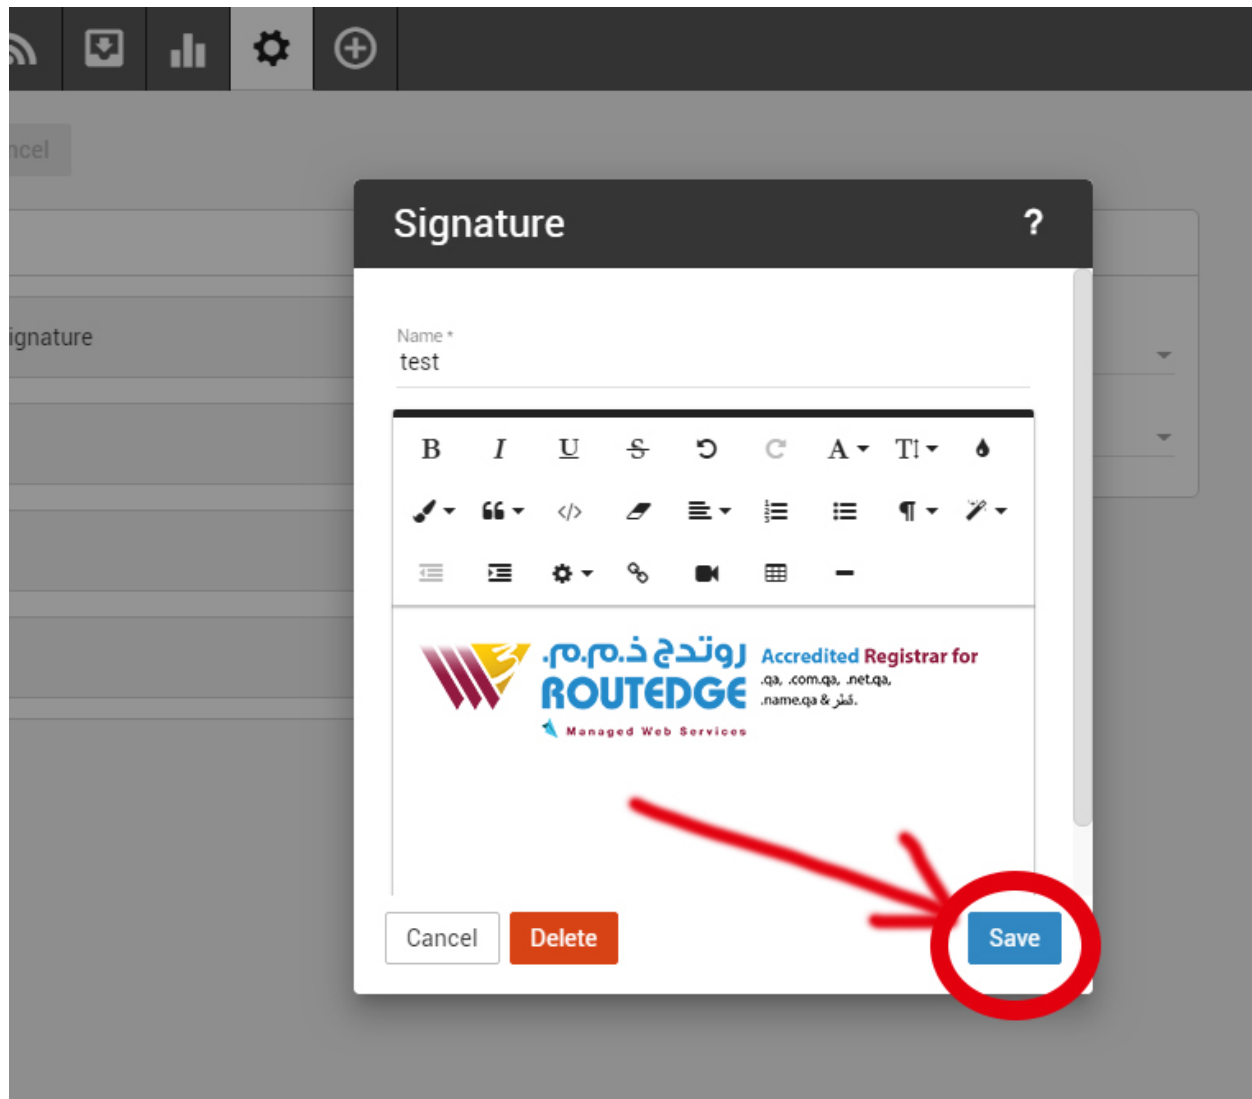 ncel
Signature
?
ignature
Name *
test
روتدج ذ.م.م.
ROUTEDGE
Managed Web Services
Accredited Registrar for
.qa, .com.qa, .net.qa,
.name.qa & قطر.
Cancel
Delete
Save